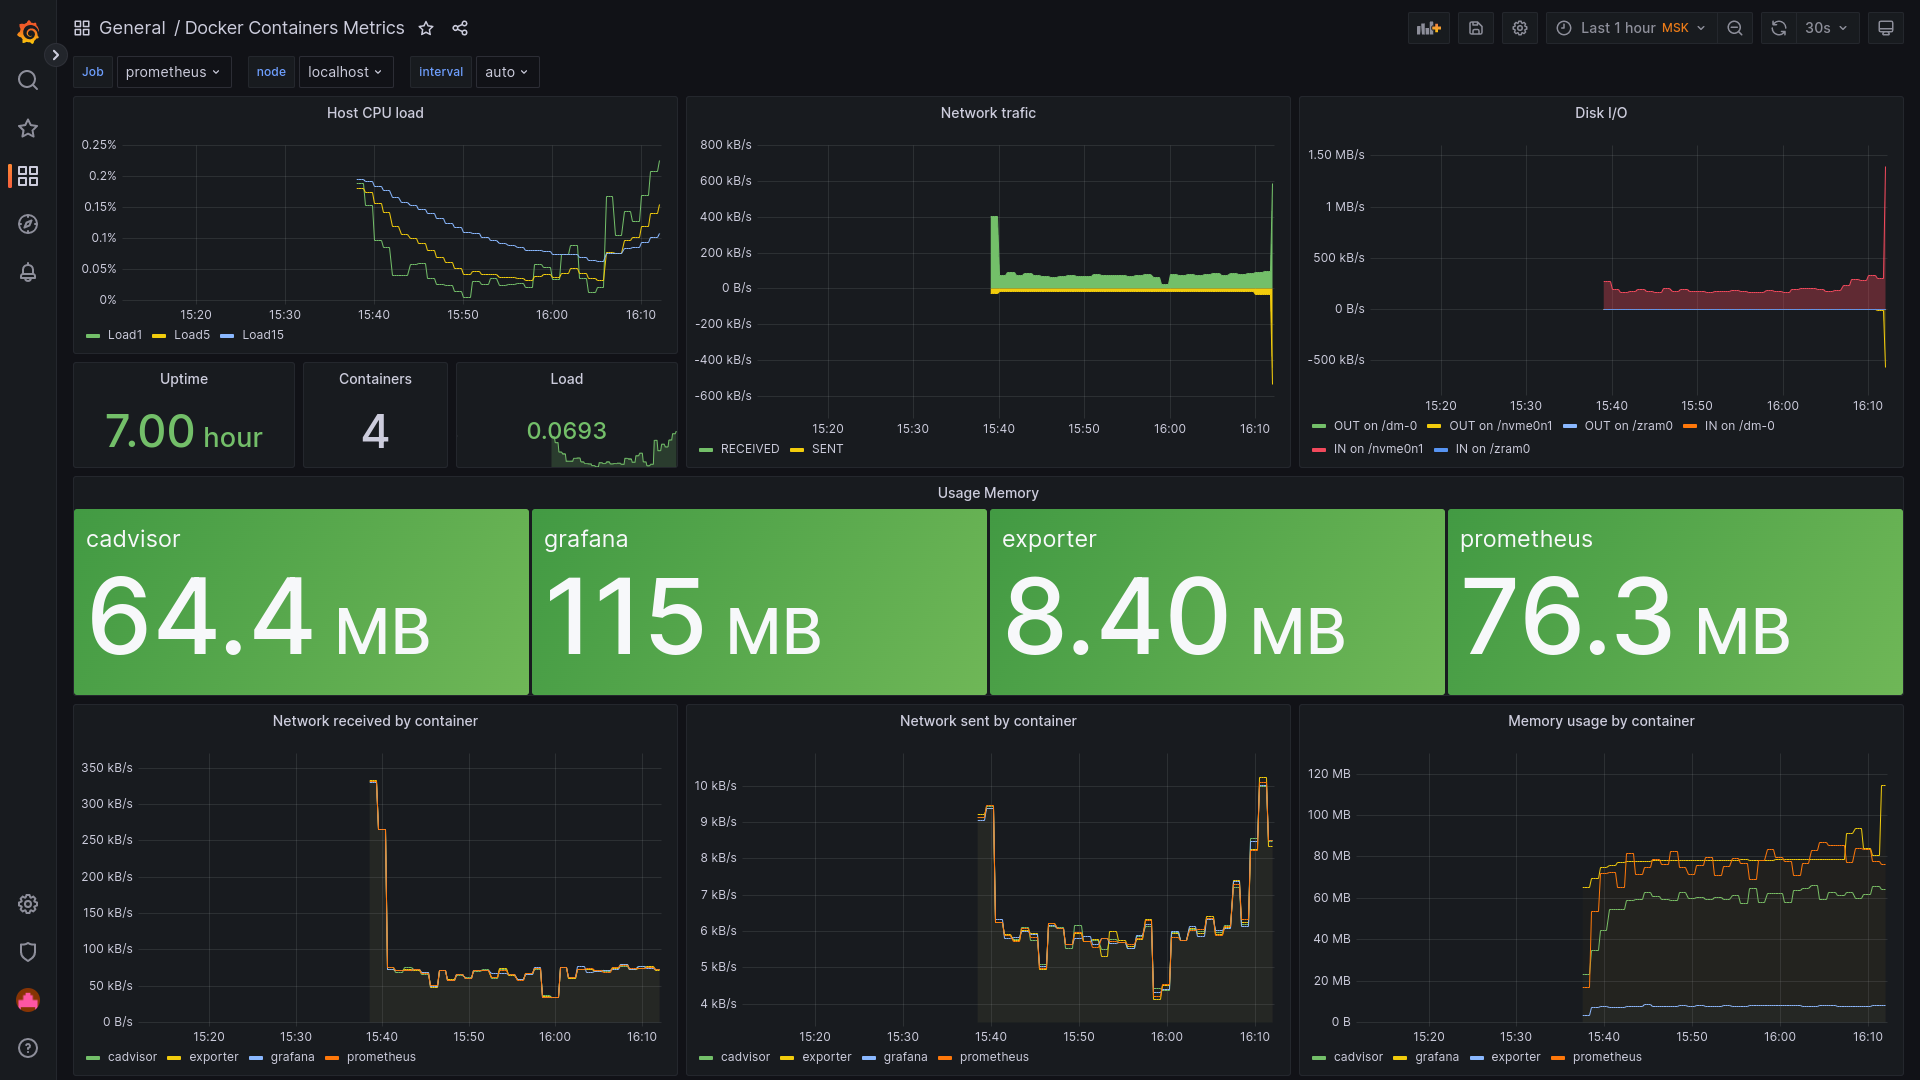 General / Docker Containers Metrics
Last 1 hour MSK
30s
Job prometheus node localhost interval auto
Host CPU load
0.25%
0.2%
0.15%
0.1%
0.05%
0%
15:20 15:30 15:40 15:50 16:00 16:10
Load1 Load5 Load15
Network trafic
800 kB/s
600 kB/s
400 kB/s
200 kB/s
0 B/s
-200 kB/s
-400 kB/s
-600 kB/s
15:20 15:30 15:40 15:50 16:00 16:10
RECEIVED SENT
Disk I/O
1.50 MB/s
1 MB/s
500 kB/s
0 B/s
-500 kB/s
15:20 15:30 15:40 15:50 16:00 16:10
OUT on /dm-0 OUT on /nvme0n1 OUT on /zram0 IN on /dm-0
IN on /nvme0n1 IN on /zram0
Uptime
7.00 hour
Containers
4
Load
0.0693
Usage Memory
cadvisor
64.4 MB
grafana
115 MB
exporter
8.40 MB
prometheus
76.3 MB
Network received by container
350 kB/s
300 kB/s
250 kB/s
200 kB/s
150 kB/s
100 kB/s
50 kB/s
0 B/s
15:20 15:30 15:40 15:50 16:00 16:10
cadvisor exporter grafana prometheus
Network sent by container
10 kB/s
9 kB/s
8 kB/s
7 kB/s
6 kB/s
5 kB/s
4 kB/s
15:20 15:30 15:40 15:50 16:00 16:10
cadvisor exporter grafana prometheus
Memory usage by container
120 MB
100 MB
80 MB
60 MB
40 MB
20 MB
0 B
15:20 15:30 15:40 15:50 16:00 16:10
cadvisor grafana exporter prometheus